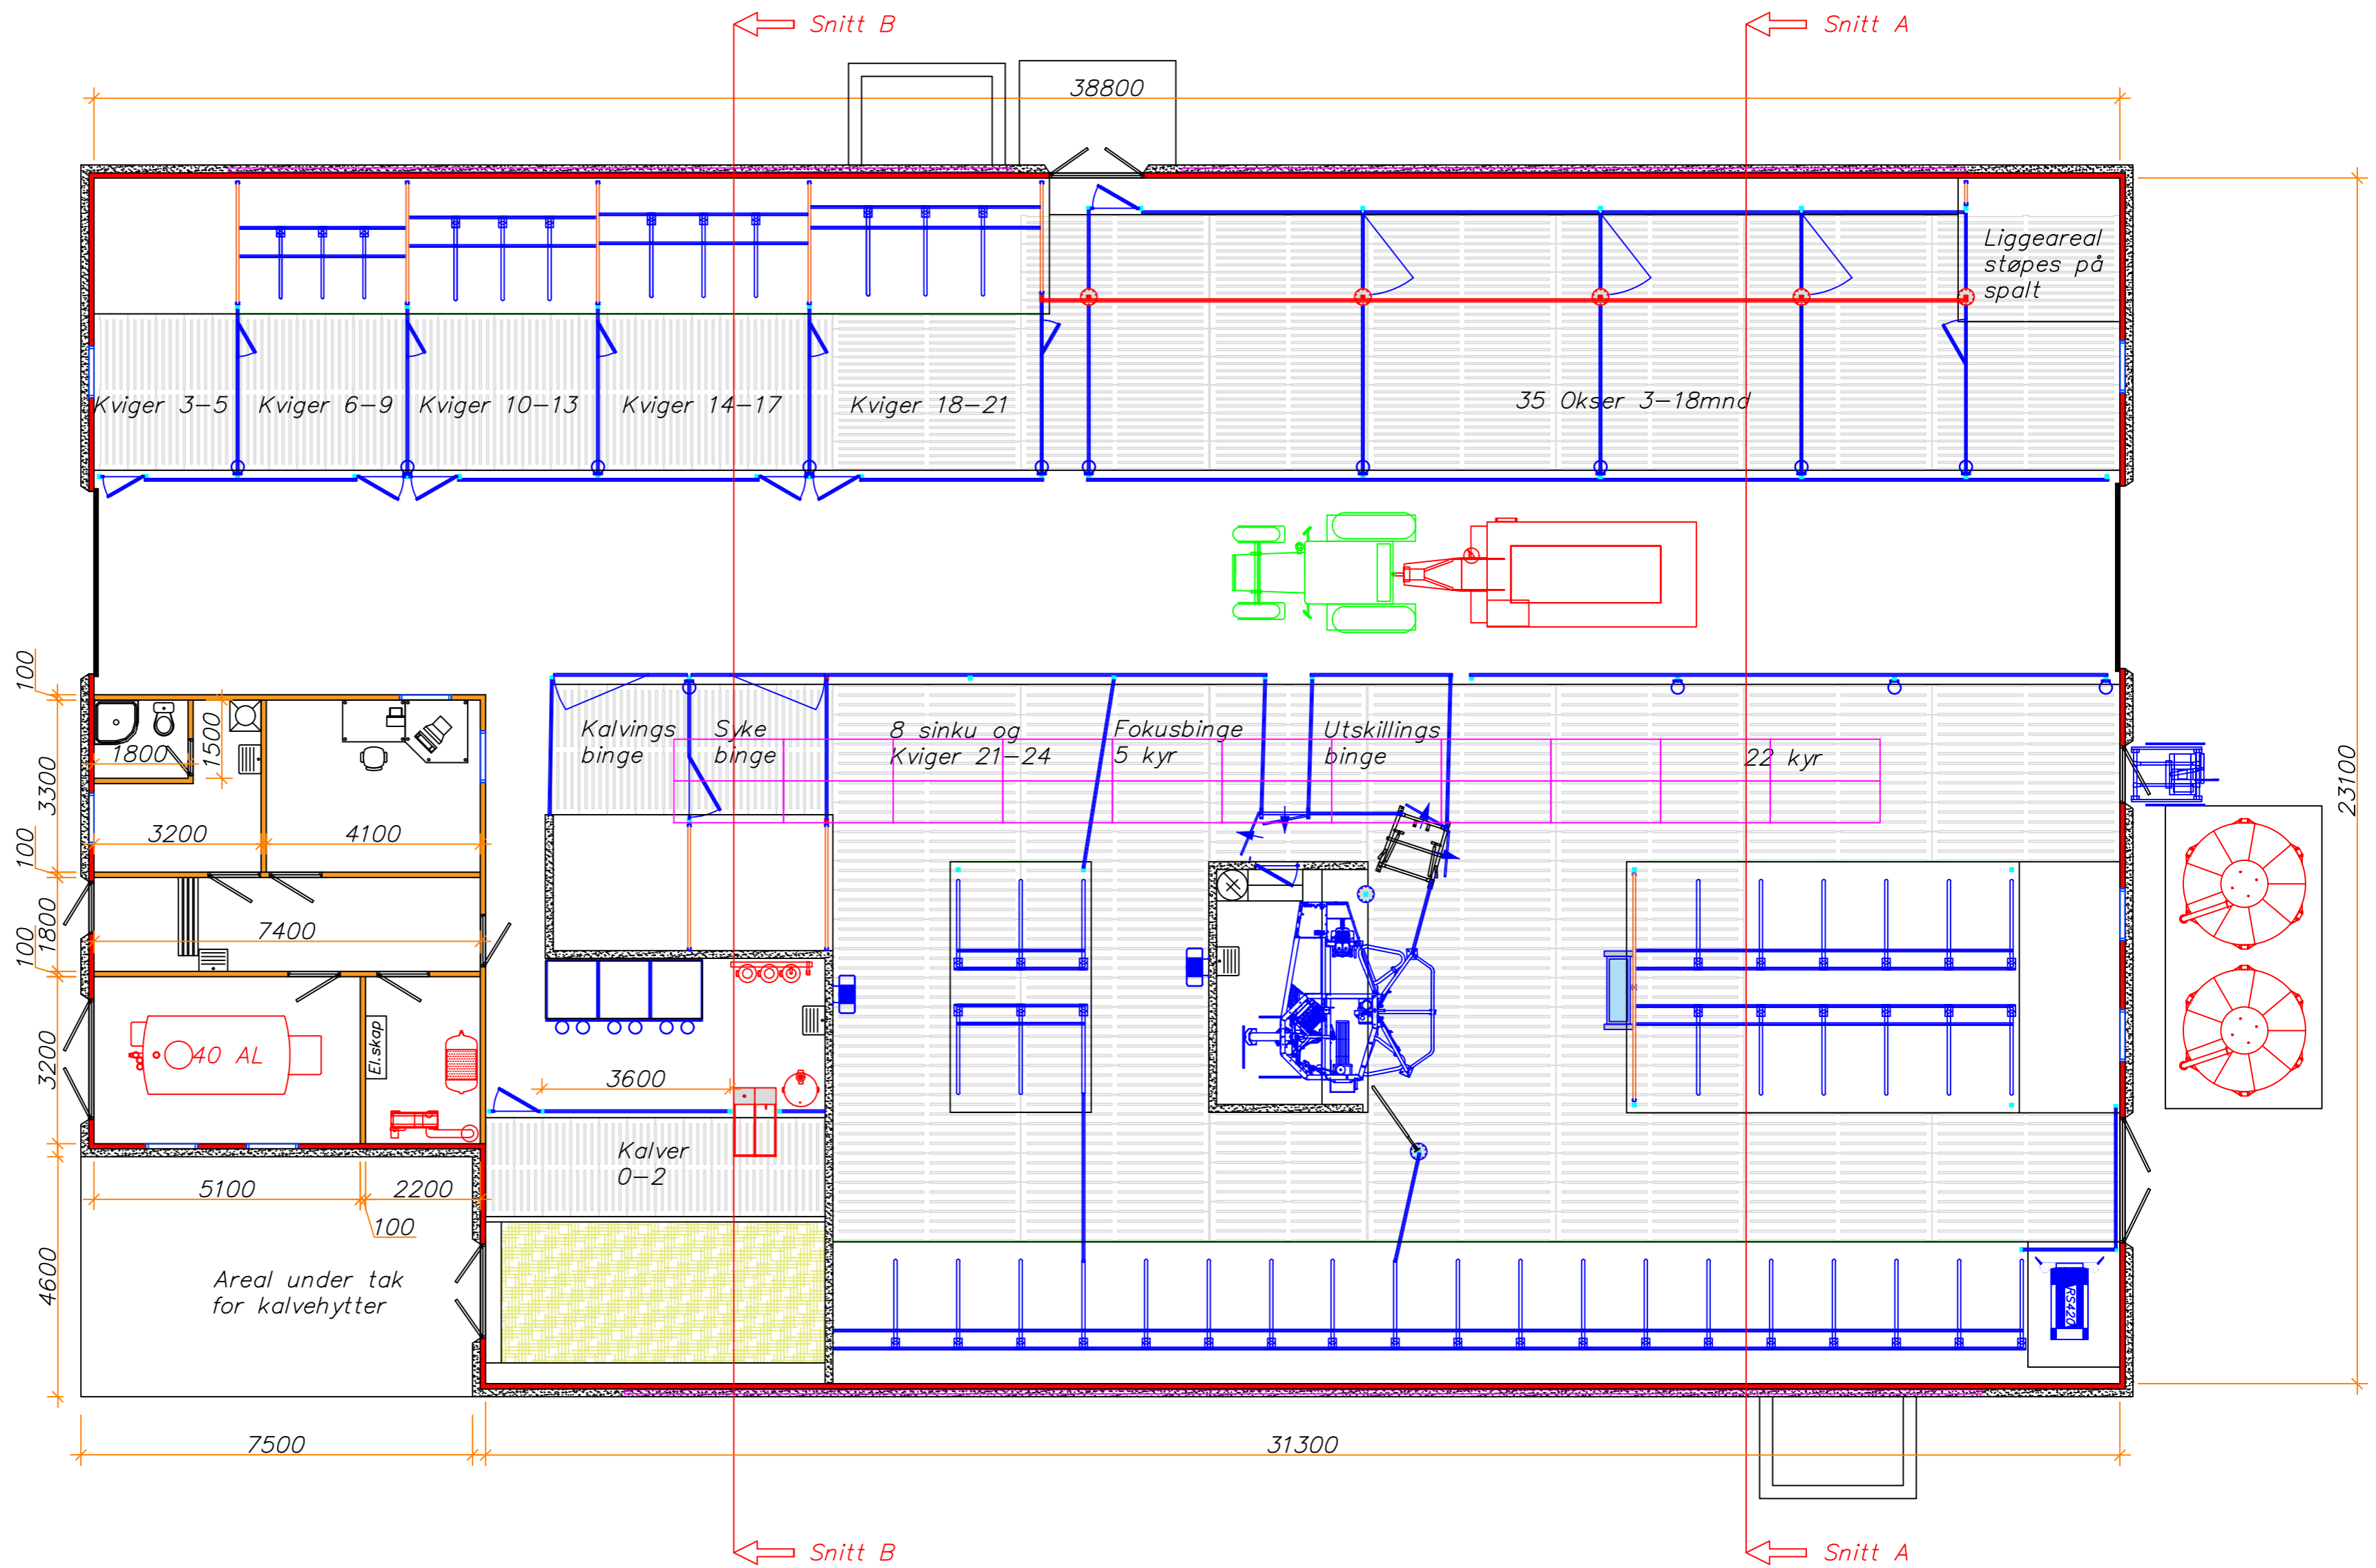 Snitt B
Snitt A
38800
Liggeareal
støpes på
spalt
Kviger 3-5
Kviger 6-9
Kviger 10-13
Kviger 14-17
Kviger 18-21
35 Okser 3-18mnd
100
3300
100
1800
100
3200
4600
1800
1500
3200
4100
7400
Kalvings
binge
Syke
binge
8 sinku og
Kviger 21-24
Fokusbinge
5 kyr
Utskillings
binge
22 kyr
23100
40 AL
El.skap
3600
Kalver
0-2
5100
2200
100
Areal under tak
for kalvehytter
RS420
7500
31300
Snitt B
Snitt A